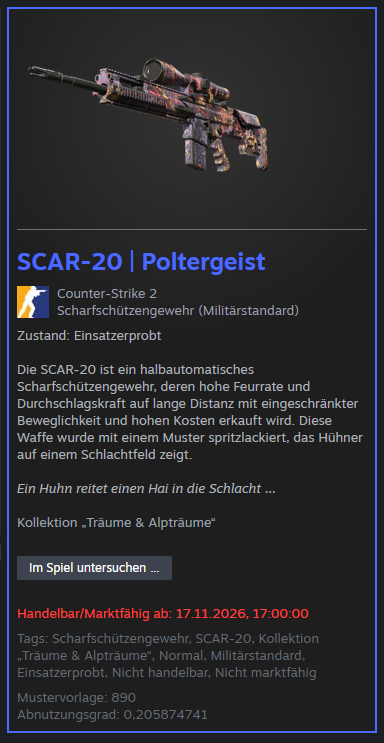 SCAR-20 | Poltergeist
Counter-Strike 2
Scharfschützengewehr (Militärstandard)
Zustand: Einsatzerprobt
Die SCAR-20 ist ein halbautomatisches
Scharfschützengewehr, deren hohe Feurrate und
Durchschlagskraft auf lange Distanz mit eingeschränkter
Beweglichkeit und hohen Kosten erkauft wird. Diese
Waffe wurde mit einem Muster spritzlackiert, das Hühner
auf einem Schlachtfeld zeigt.
Ein Huhn reitet einen Hai in die Schlacht ...
Kollektion „Träume & Alpträume“
Im Spiel untersuchen ...
Handelbar/Marktfähig ab: 17.11.2026, 17:00:00
Tags: Scharfschützengewehr, SCAR-20, Kollektion
„Träume & Alpträume“, Normal, Militärstandard,
Einsatzerprobt, Nicht handelbar, Nicht marktfähig
Mustervorlage: 890
Abnutzungsgrad: 0,205874741